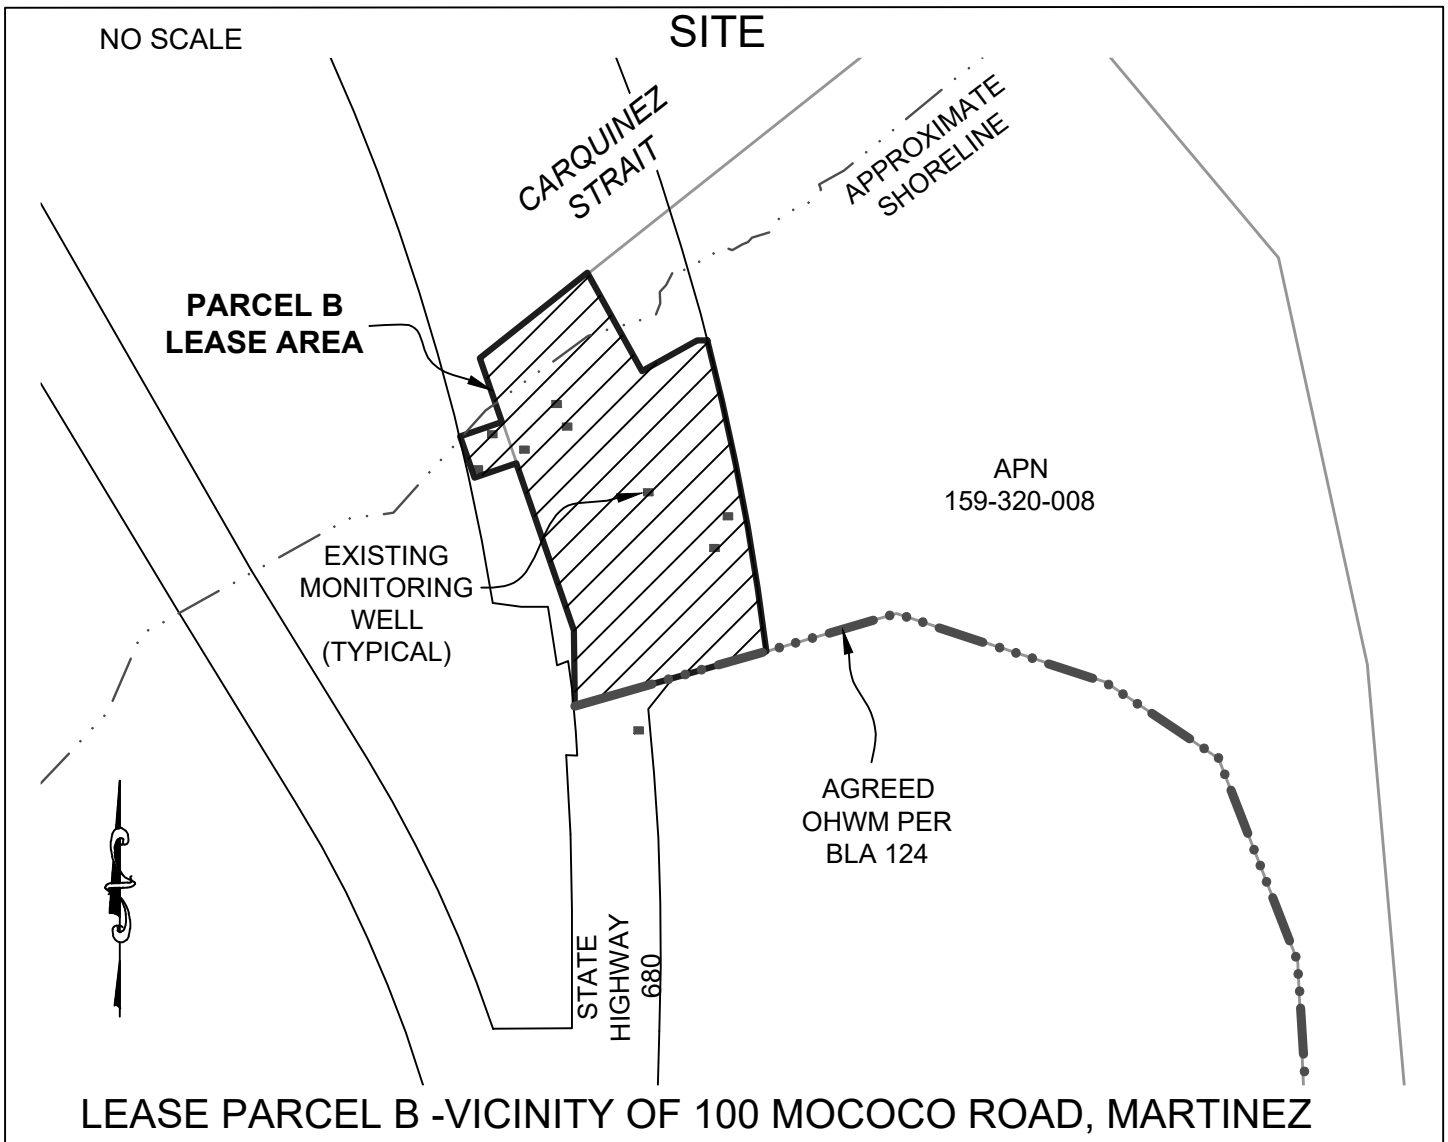 NO SCALE
SITE
CARQUINEZ
STRAIT
APPROXIMATE
SHORELINE
PARCEL B
LEASE AREA
APN
159-320-008
EXISTING
MONITORING
WELL
(TYPICAL)
AGREED
OHWM PER
BLA 124
STATE
HIGHWAY
680
LEASE PARCEL B -VICINITY OF 100 MOCOCO ROAD, MARTINEZ